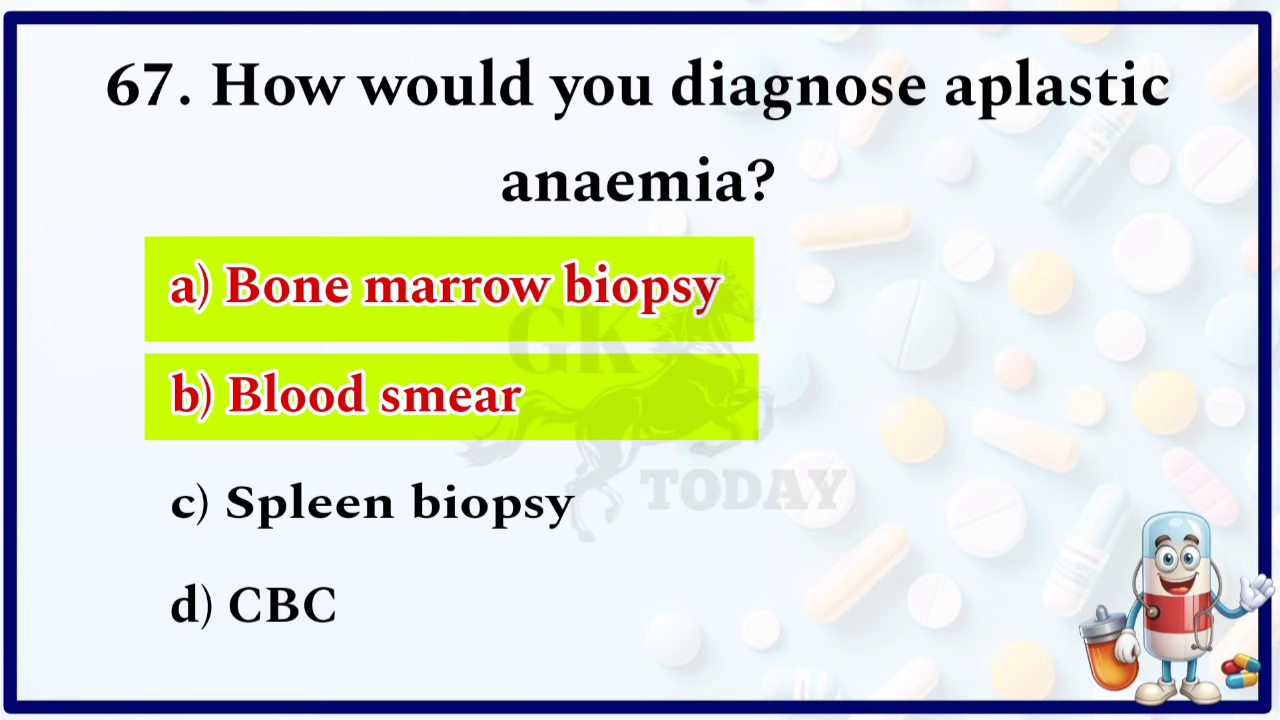 67. How would you diagnose aplastic
anaemia?
a) Bone marrow biopsy
b) Blood smear
c) Spleen biopsy
d) CBC
GK
TODAY